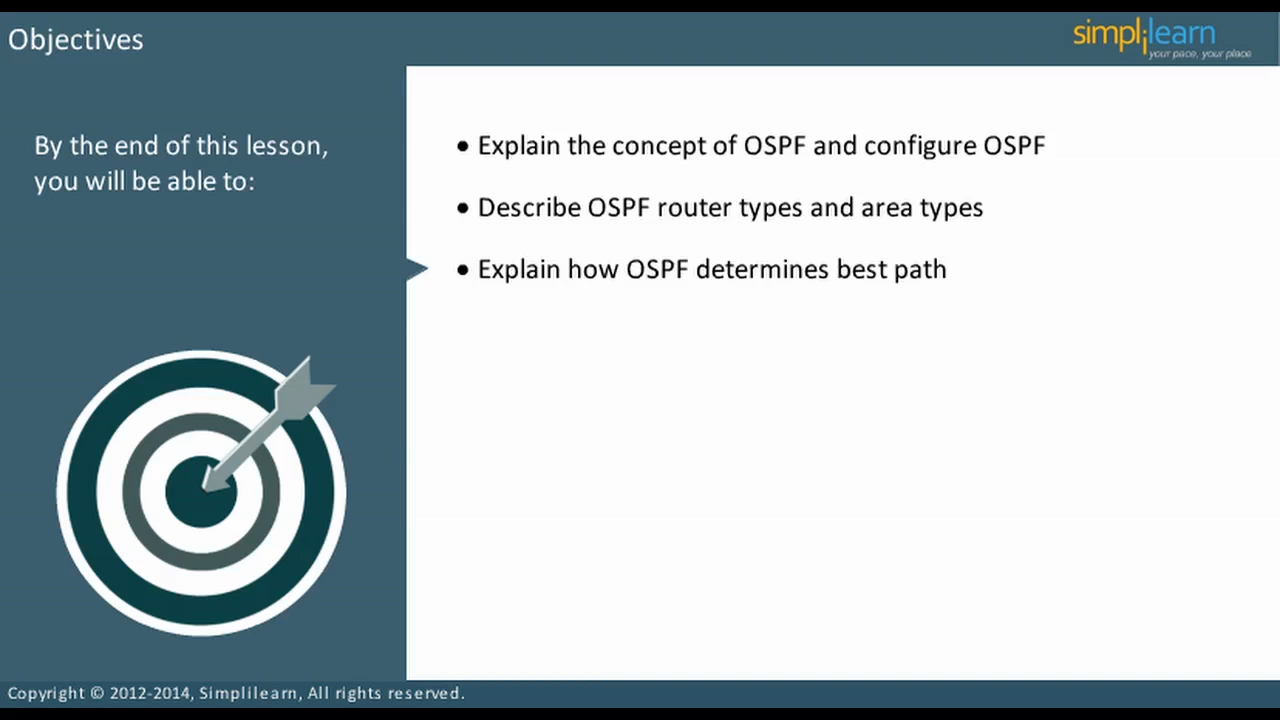 Objectives
simplilearn
your pace, your place
By the end of this lesson,
you will be able to:
• Explain the concept of OSPF and configure OSPF
• Describe OSPF router types and area types
• Explain how OSPF determines best path
Copyright © 2012-2014, Simplilearn, All rights reserved.